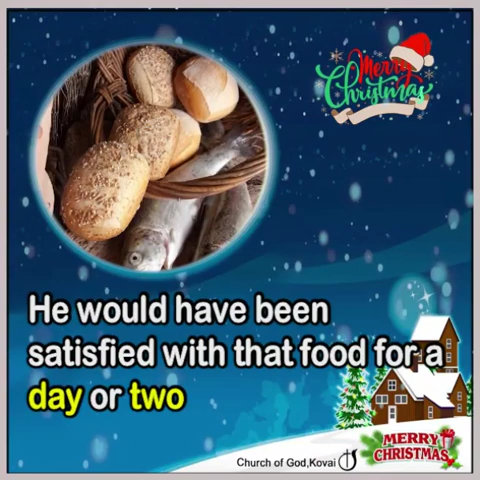 Merry
Christmas
He would have been
satisfied with that food for a
day or two
MERRY
CHRISTMAS
Church of God,Kovai